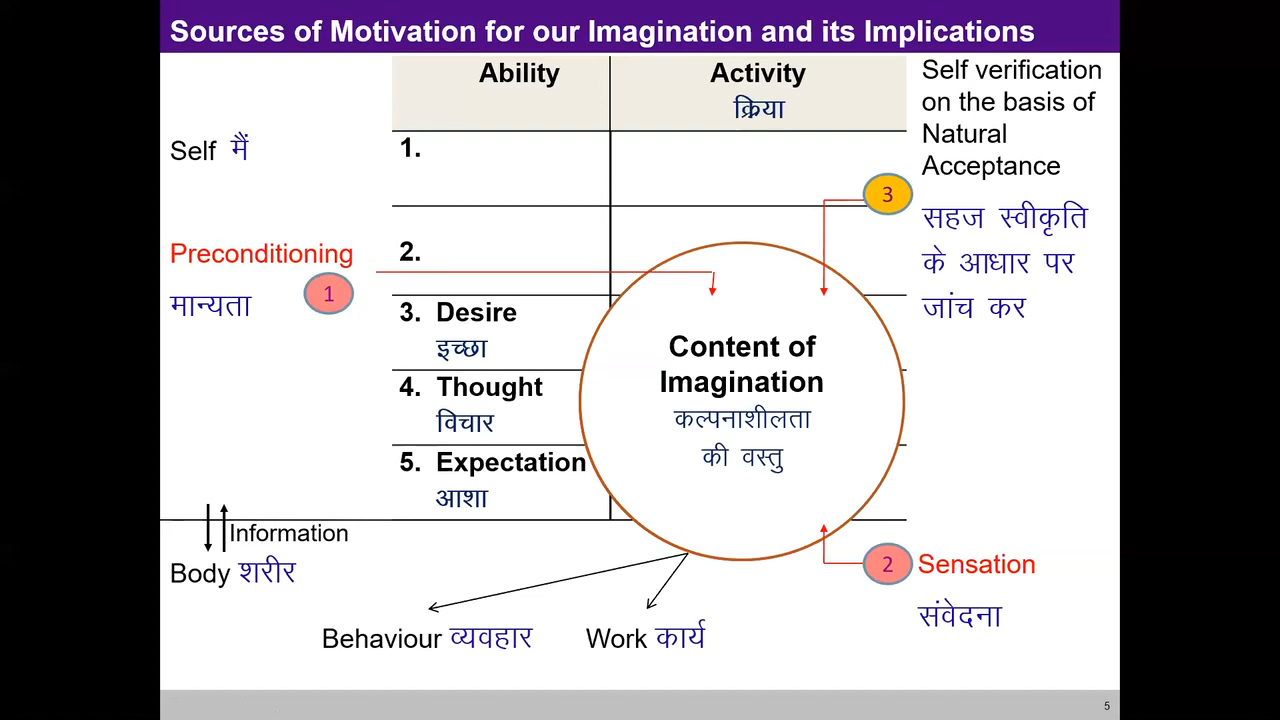 Sources of Motivation for our Imagination and its Implications
Ability
Activity
क्रिया
Self verification
on the basis of
Natural
Acceptance
सहज स्वीकृति
के आधार पर
जांच कर
Self मैं
1.
3
Preconditioning
मान्यता
1
2.
3. Desire
इच्छा
4. Thought
विचार
5. Expectation
आशा
Content of
Imagination
कल्पनाशीलता
की वस्तु
Information
Body शरीर
2
Sensation
संवेदना
Behaviour व्यवहार
Work कार्य
5